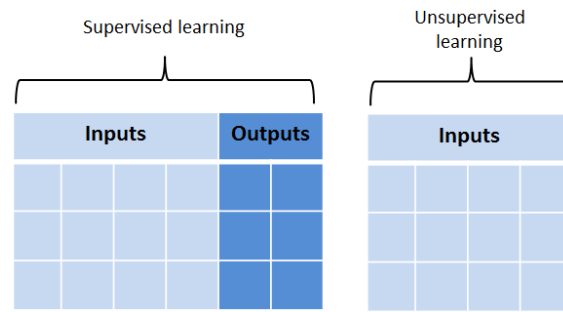 Supervised learning
Inputs
Outputs
Unsupervised
learning
Inputs